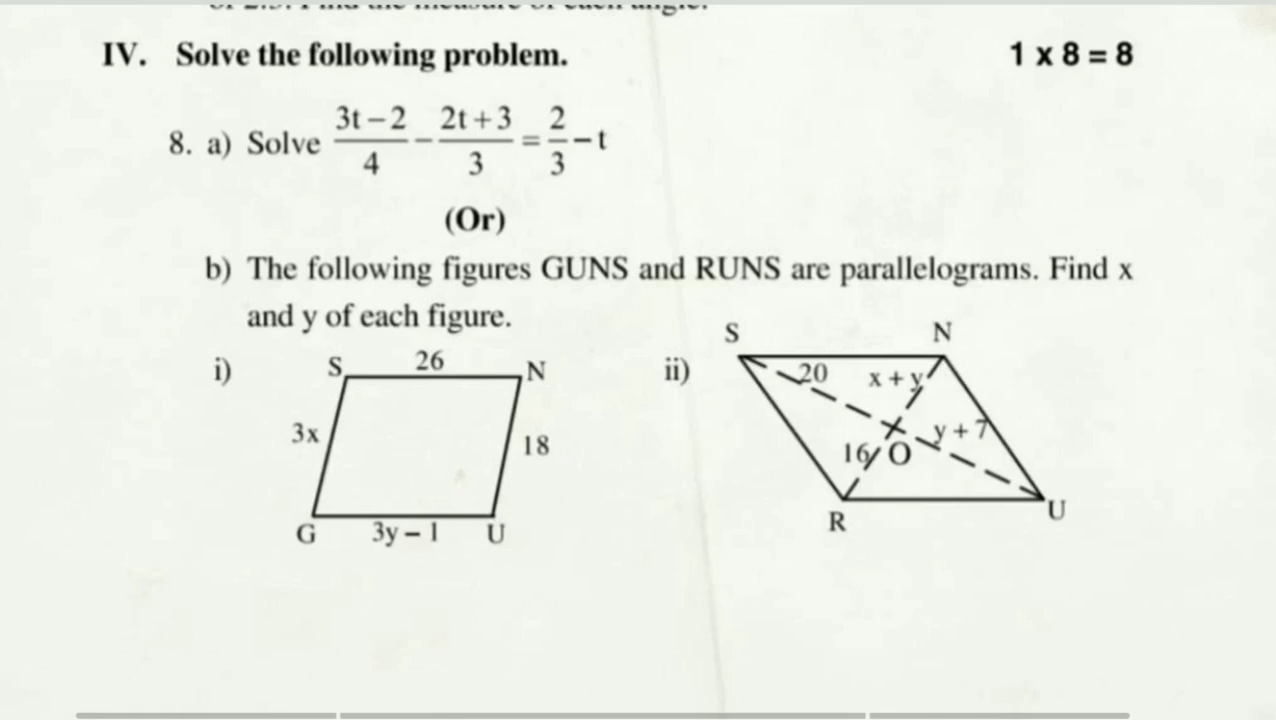 IV. Solve the following problem. 1 x 8 = 8
8. a) Solve (3t – 2)/4 – (2t + 3)/3 = 2/3 – t
(Or)
b) The following figures GUNS and RUNS are parallelograms. Find x
and y of each figure.
i) S 26 N
3x 18
G 3y – 1 U
ii) S N
20 x + y
y + 7
16 O
R U